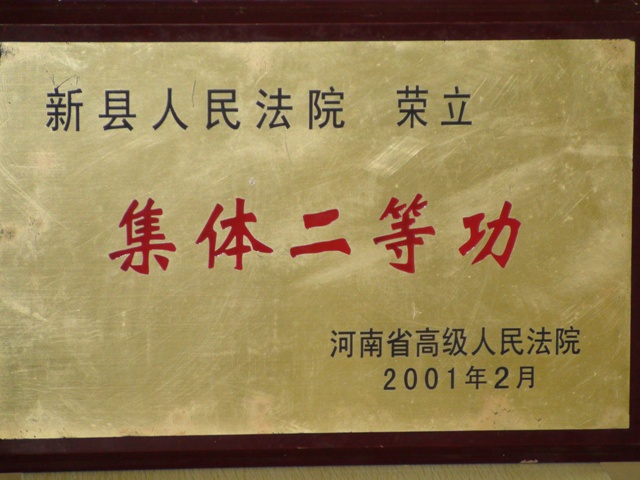 新县人民法院 荣立
集体二等功
河南省高级人民法院
2001年2月